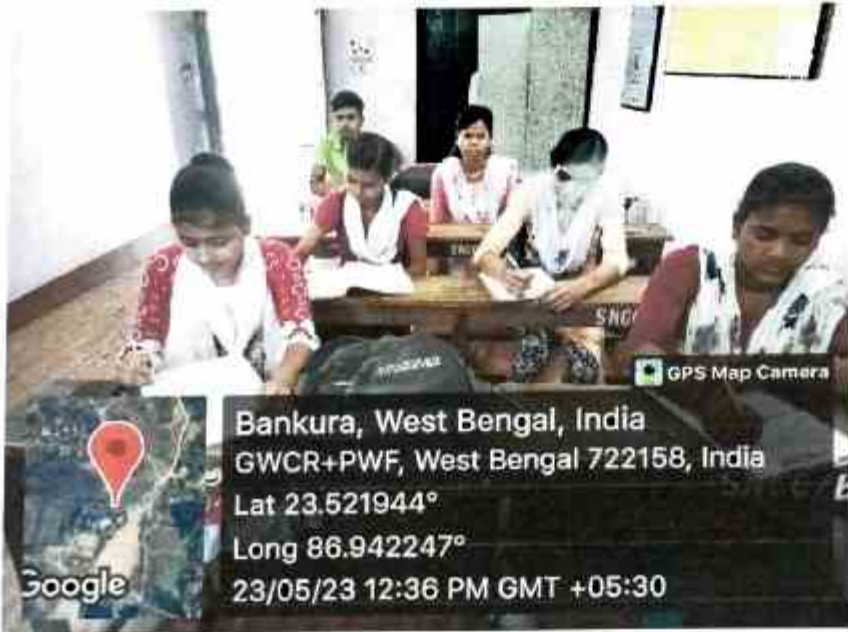 SNGC
GPS Map Camera
Bankura, West Bengal, India
GWCR+PWF, West Bengal 722158, India
Lat 23.521944°
Long 86.942247°
23/05/23 12:36 PM GMT +05:30
Google